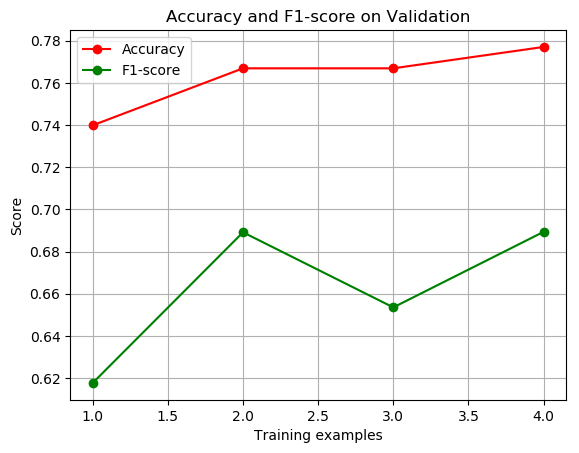 Accuracy and F1-score on Validation
Accuracy
F1-score
0.78
0.76
0.74
0.72
0.70
0.68
0.66
0.64
0.62
Score
1.0 1.5 2.0 2.5 3.0 3.5 4.0
Training examples